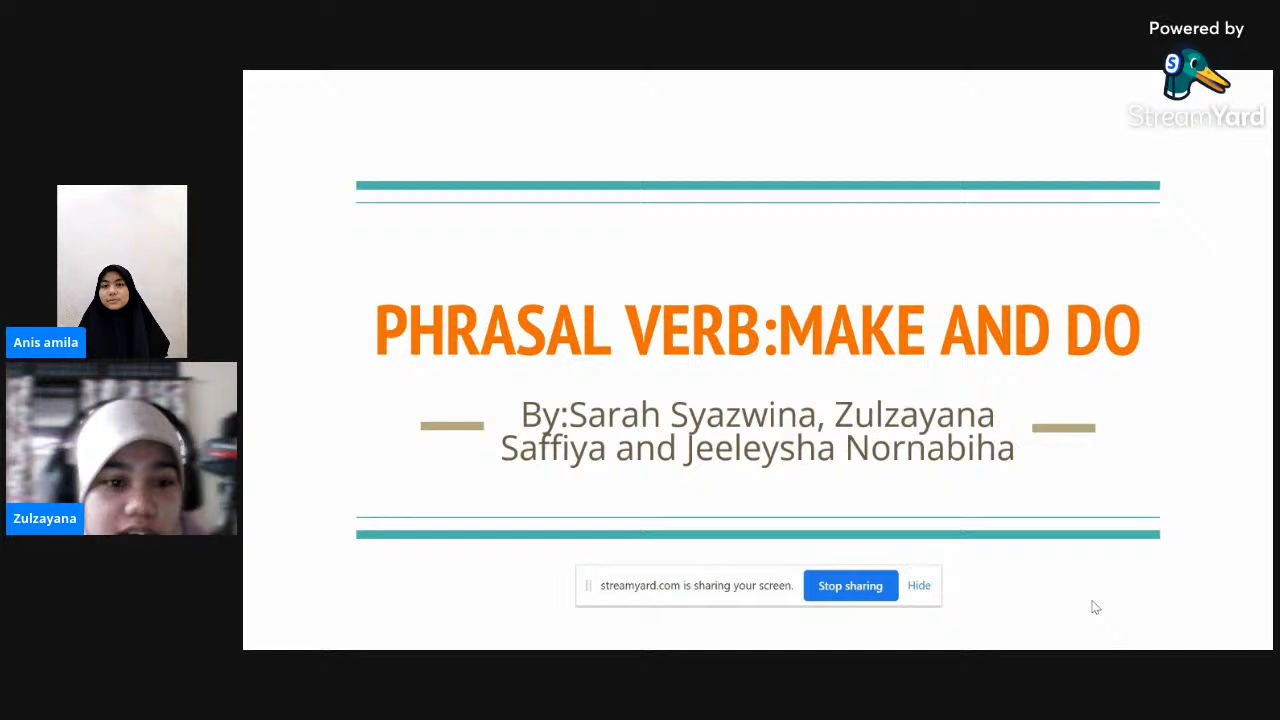 Powered by
StreamYard
PHRASAL VERB:MAKE AND DO
By:Sarah Syazwina, Zulzayana
Saffiya and Jeeleysha Nornabiha
Anis amila
Zulzayana
streamyard.com is sharing your screen. Stop sharing Hide